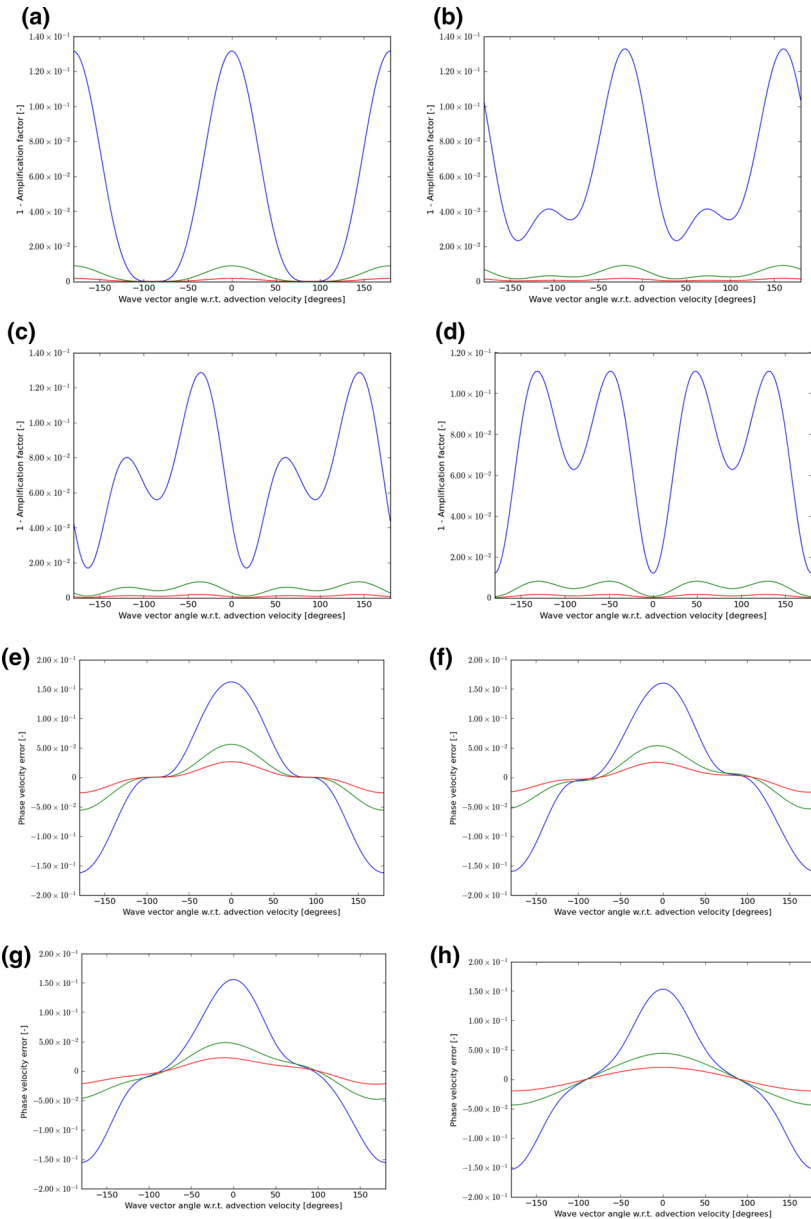 (a)
1.40 × 10⁻¹
1.20 × 10⁻¹
1.00 × 10⁻¹
8.00 × 10⁻²
6.00 × 10⁻²
4.00 × 10⁻²
2.00 × 10⁻²
0
1 - Amplification factor [-]
−150 −100 −50 0 50 100 150
Wave vector angle w.r.t. advection velocity [degrees]
(b)
1.40 × 10⁻¹
1.20 × 10⁻¹
1.00 × 10⁻¹
8.00 × 10⁻²
6.00 × 10⁻²
4.00 × 10⁻²
2.00 × 10⁻²
0
1 - Amplification factor [-]
−150 −100 −50 0 50 100 150
Wave vector angle w.r.t. advection velocity [degrees]
(c)
1.40 × 10⁻¹
1.20 × 10⁻¹
1.00 × 10⁻¹
8.00 × 10⁻²
6.00 × 10⁻²
4.00 × 10⁻²
2.00 × 10⁻²
0
1 - Amplification factor [-]
−150 −100 −50 0 50 100 150
Wave vector angle w.r.t. advection velocity [degrees]
(d)
1.20 × 10⁻¹
1.00 × 10⁻¹
8.00 × 10⁻²
6.00 × 10⁻²
4.00 × 10⁻²
2.00 × 10⁻²
0
1 - Amplification factor [-]
−150 −100 −50 0 50 100 150
Wave vector angle w.r.t. advection velocity [degrees]
(e)
2.00 × 10⁻¹
1.50 × 10⁻¹
1.00 × 10⁻¹
5.00 × 10⁻²
0
−5.00 × 10⁻²
−1.00 × 10⁻¹
−1.50 × 10⁻¹
−2.00 × 10⁻¹
Phase velocity error [-]
−150 −100 −50 0 50 100 150
Wave vector angle w.r.t. advection velocity [degrees]
(f)
2.00 × 10⁻¹
1.50 × 10⁻¹
1.00 × 10⁻¹
5.00 × 10⁻²
0
−5.00 × 10⁻²
−1.00 × 10⁻¹
−1.50 × 10⁻¹
−2.00 × 10⁻¹
Phase velocity error [-]
−150 −100 −50 0 50 100 150
Wave vector angle w.r.t. advection velocity [degrees]
(g)
2.00 × 10⁻¹
1.50 × 10⁻¹
1.00 × 10⁻¹
5.00 × 10⁻²
0
−5.00 × 10⁻²
−1.00 × 10⁻¹
−1.50 × 10⁻¹
−2.00 × 10⁻¹
Phase velocity error [-]
−150 −100 −50 0 50 100 150
Wave vector angle w.r.t. advection velocity [degrees]
(h)
2.00 × 10⁻¹
1.50 × 10⁻¹
1.00 × 10⁻¹
5.00 × 10⁻²
0
−5.00 × 10⁻²
−1.00 × 10⁻¹
−1.50 × 10⁻¹
−2.00 × 10⁻¹
Phase velocity error [-]
−150 −100 −50 0 50 100 150
Wave vector angle w.r.t. advection velocity [degrees]